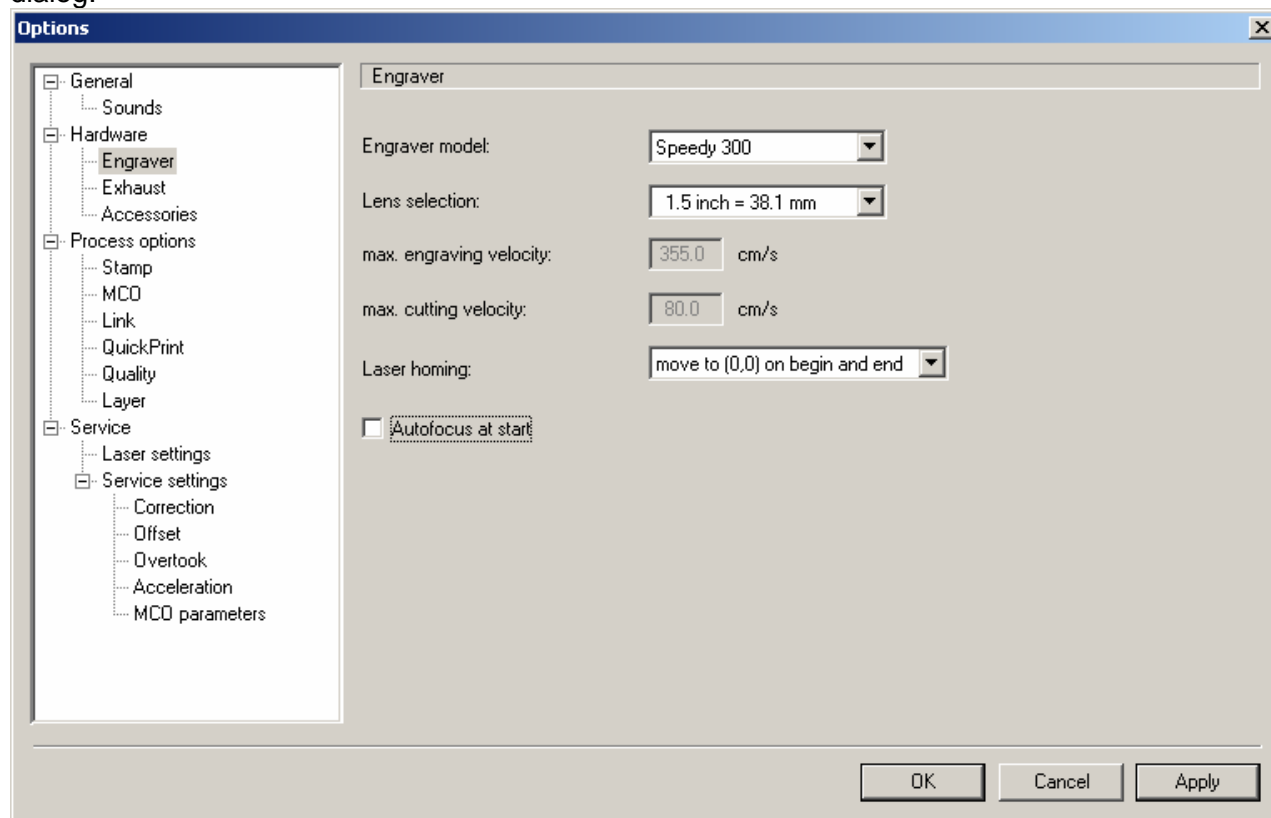 dialog.
Options
General
Sounds
Hardware
Engraver
Exhaust
Accessories
Process options
Stamp
MCO
Link
QuickPrint
Quality
Layer
Service
Laser settings
Service settings
Correction
Offset
Overtook
Acceleration
MCO parameters
Engraver
Engraver model: Speedy 300
Lens selection: 1.5 inch = 38.1 mm
max. engraving velocity: 355.0 cm/s
max. cutting velocity: 80.0 cm/s
Laser homing: move to (0,0) on begin and end
Autofocus at start
OK Cancel Apply